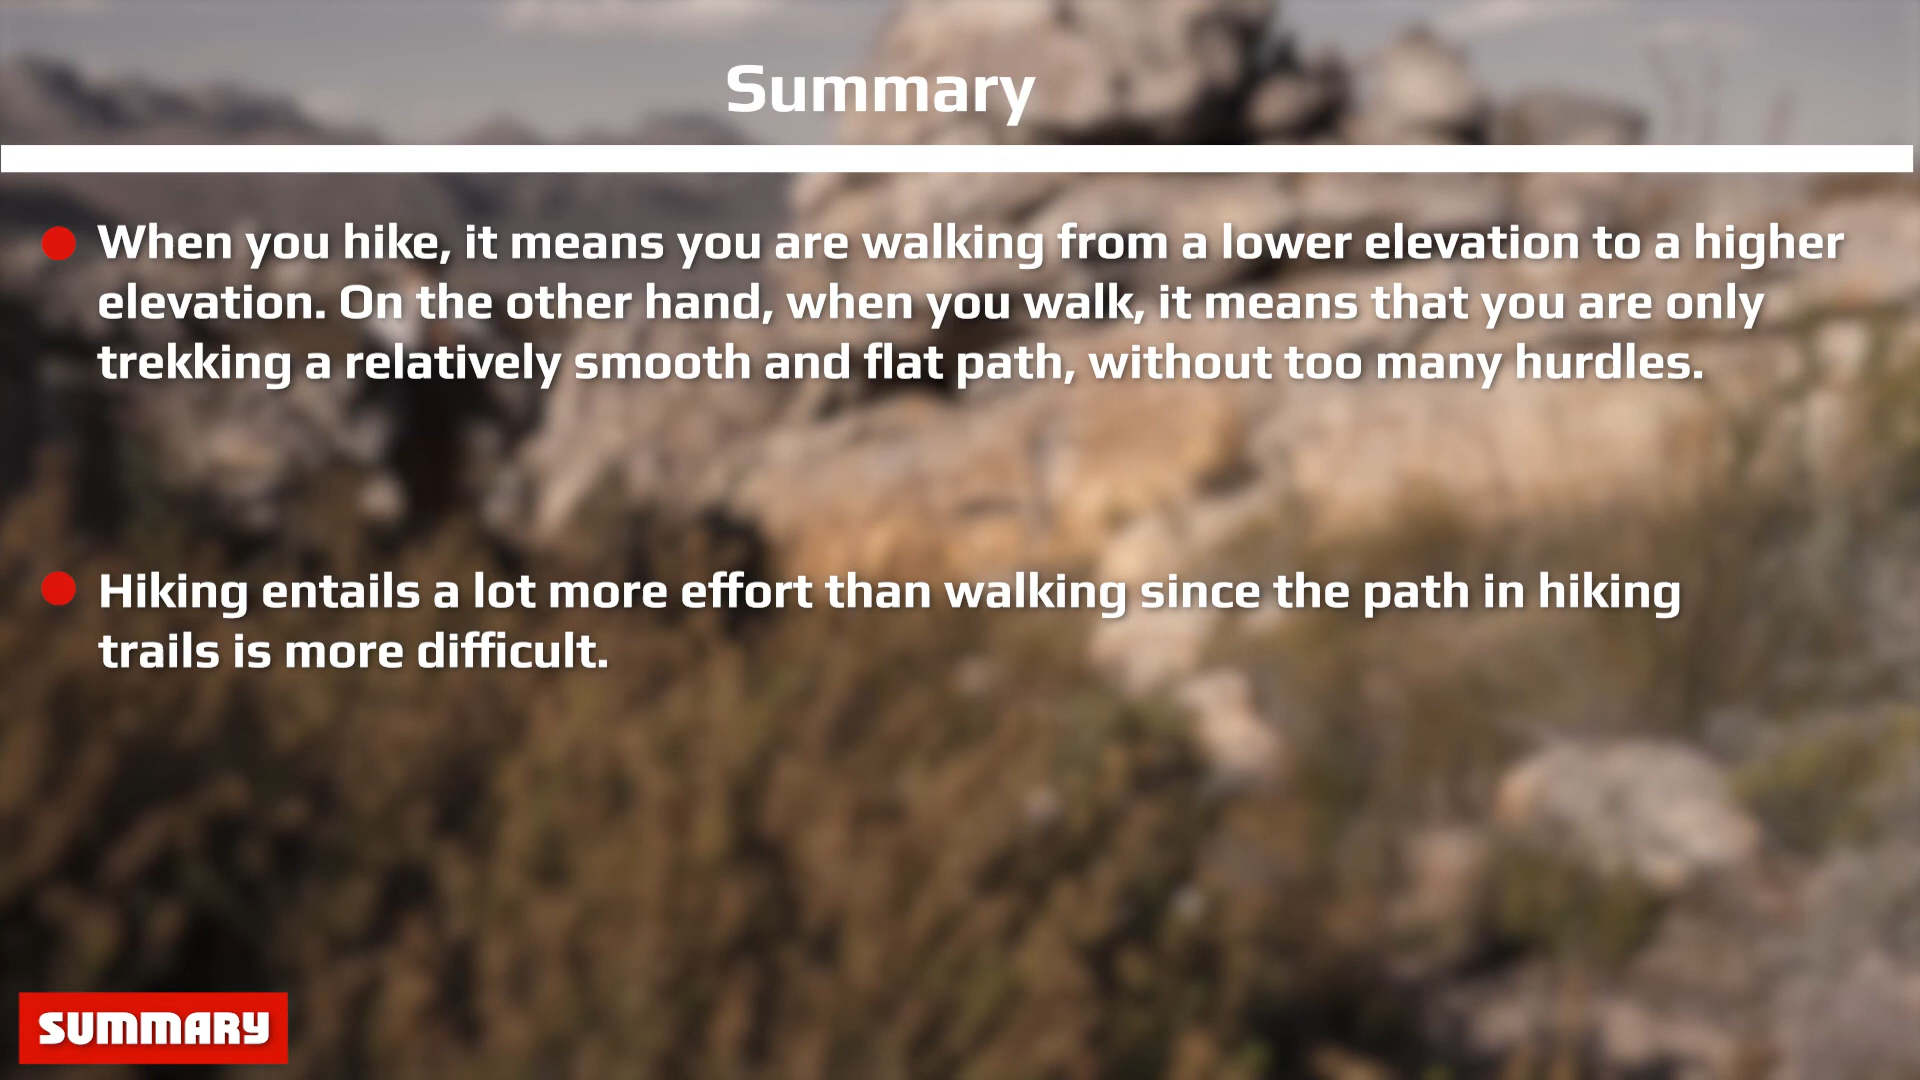 Summary
When you hike, it means you are walking from a lower elevation to a higher
elevation. On the other hand, when you walk, it means that you are only
trekking a relatively smooth and flat path, without too many hurdles.
Hiking entails a lot more effort than walking since the path in hiking
trails is more difficult.
SUMMARY